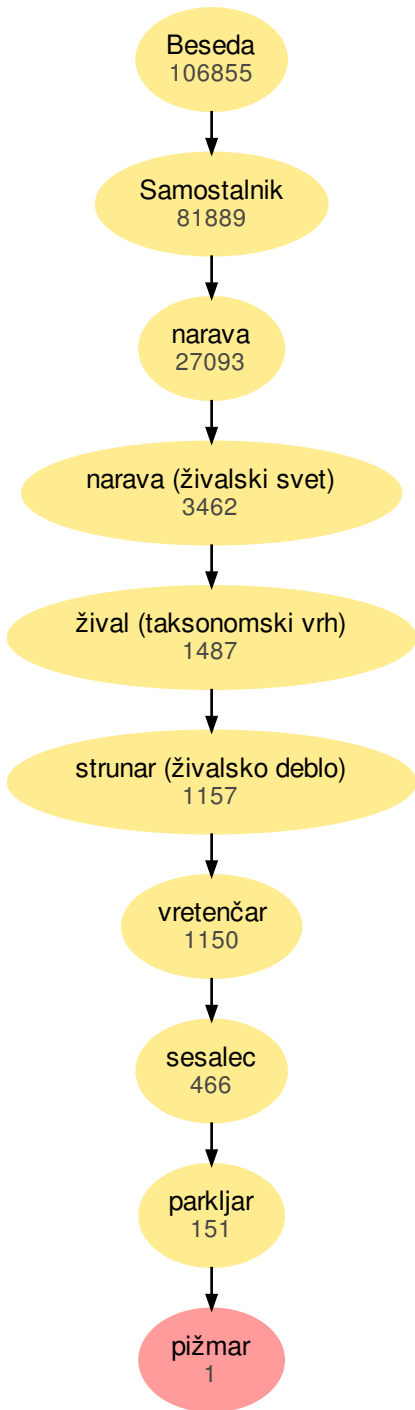 Beseda
106855
Samostalnik
81889
narava
27093
narava (živalski svet)
3462
žival (taksonomski vrh)
1487
strunar (živalsko deblo)
1157
vretenčar
1150
sesalec
466
parkljar
151
pižmar
1